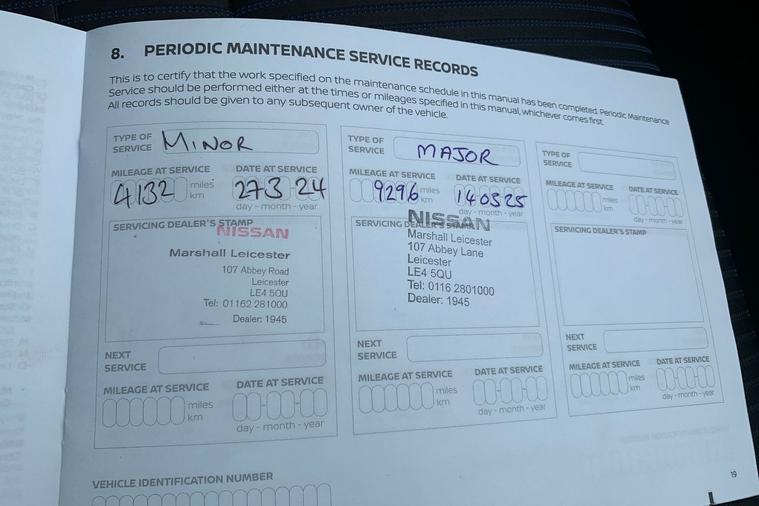 8. PERIODIC MAINTENANCE SERVICE RECORDS
This is to certify that the work specified on the maintenance schedule in this manual has been completed. Periodic Maintenance
Service should be performed either at the times or mileages specified in this manual, whichever comes first.
All records should be given to any subsequent owner of the vehicle.
TYPE OF
SERVICE MINOR
MILEAGE AT SERVICE DATE AT SERVICE
4132 miles 273 24
km day - month - year
SERVICING DEALER'S STAMP
NISSAN
Marshall Leicester
107 Abbey Road
Leicester
LE4 5QU
Tel: 01162 281000
Dealer: 1945
NEXT
SERVICE
MILEAGE AT SERVICE DATE AT SERVICE
miles
km
day - month - year
TYPE OF
SERVICE MAJOR
MILEAGE AT SERVICE DATE AT SERVICE
9296 miles 140325
km day - month - year
SERVICING DEALER'S STAMP
NISSAN
Marshall Leicester
107 Abbey Lane
Leicester
LE4 5QU
Tel: 0116 2801000
Dealer: 1945
NEXT
SERVICE
MILEAGE AT SERVICE DATE AT SERVICE
miles
km
day - month - year
TYPE OF
SERVICE
MILEAGE AT SERVICE DATE AT SERVICE
miles
km
day - month - year
SERVICING DEALER'S STAMP
NEXT
SERVICE
MILEAGE AT SERVICE DATE AT SERVICE
miles
km
day - month - year
VEHICLE IDENTIFICATION NUMBER
19